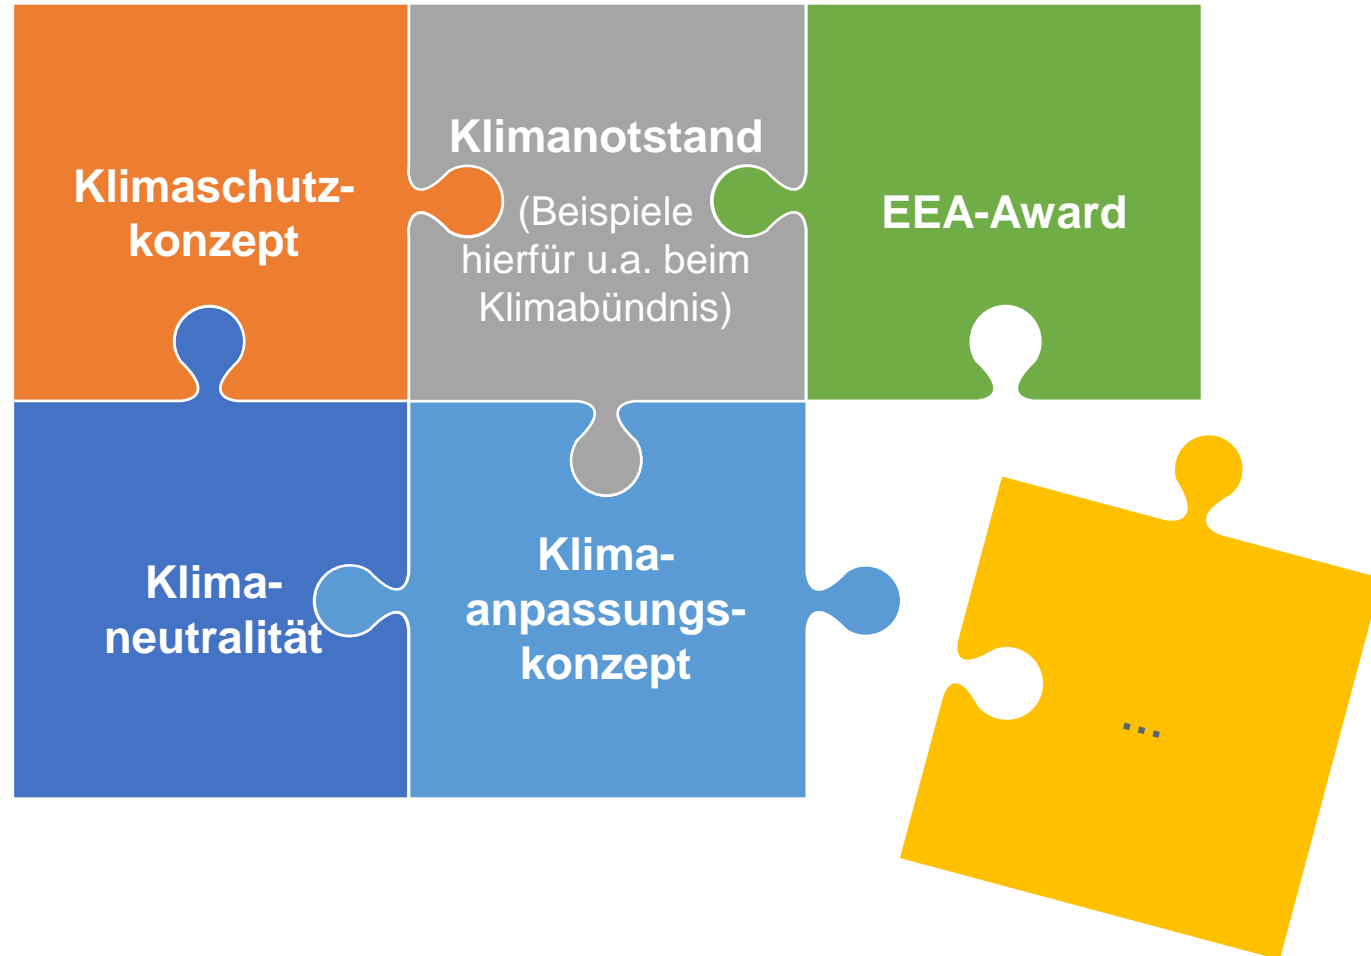 Klimaschutz-
konzept
Klimanotstand
(Beispiele
hierfür u.a. beim
Klimabündnis)
EEA-Award
Klima-
neutralität
Klima-
anpassungs-
konzept
...